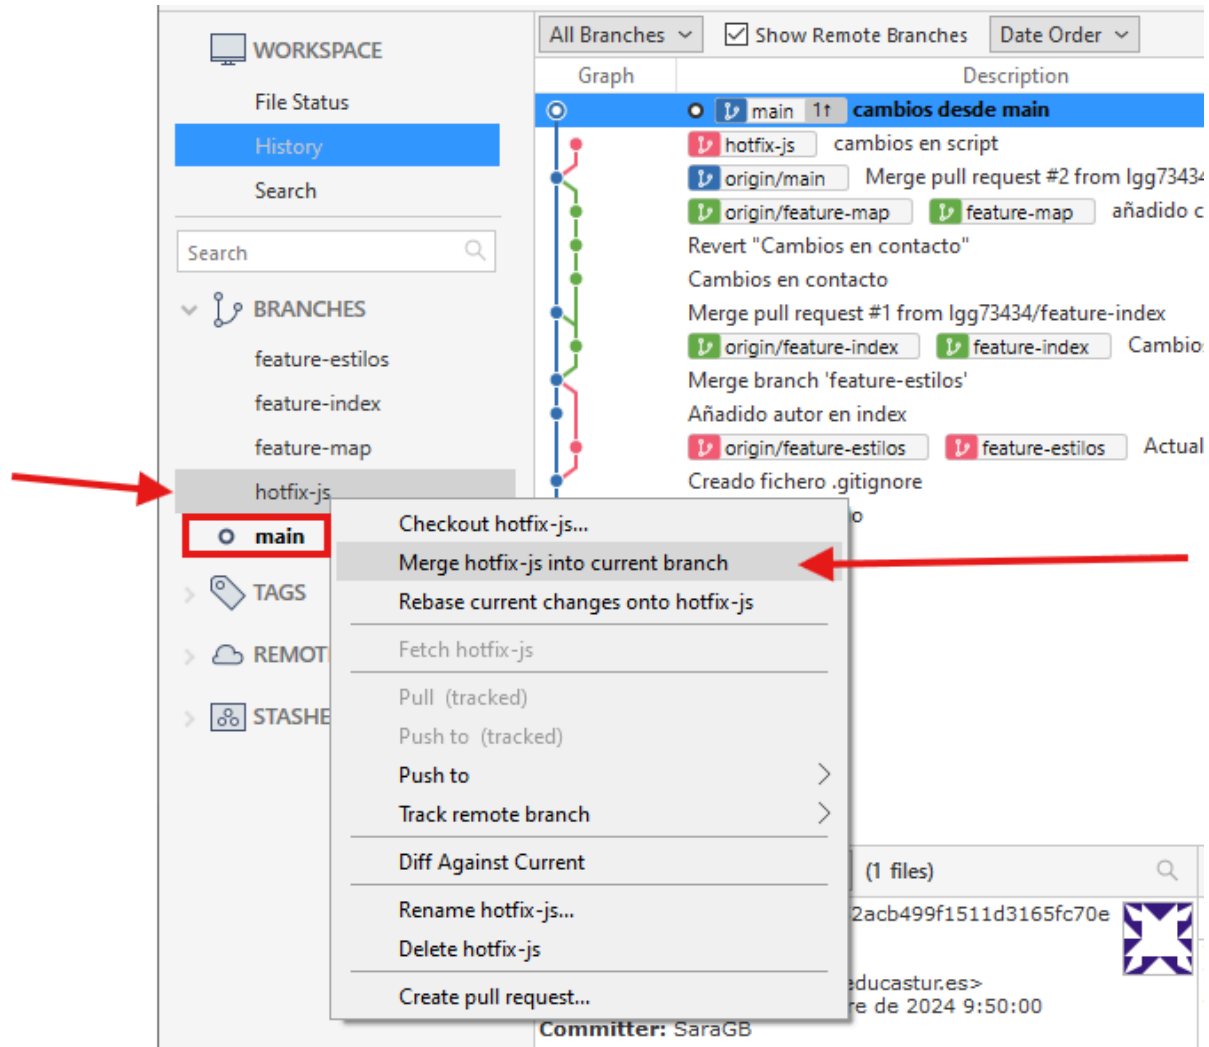 WORKSPACE
File Status
History
Search
Search
BRANCHES
feature-estilos
feature-index
feature-map
hotfix-js
main
TAGS
REMOT
STASHE
All Branches
Show Remote Branches
Date Order
Graph
Description
main 1↑ cambios desde main
hotfix-js cambios en script
origin/main Merge pull request #2 from lgg73434
origin/feature-map feature-map añadido c
Revert "Cambios en contacto"
Cambios en contacto
Merge pull request #1 from lgg73434/feature-index
origin/feature-index feature-index Cambio
Merge branch 'feature-estilos'
Añadido autor en index
origin/feature-estilos feature-estilos Actual
Creado fichero .gitignore
o
Checkout hotfix-js...
Merge hotfix-js into current branch
Rebase current changes onto hotfix-js
Fetch hotfix-js
Pull (tracked)
Push to (tracked)
Push to
Track remote branch
Diff Against Current
Rename hotfix-js...
Delete hotfix-js
Create pull request...
(1 files)
2acb499f1511d3165fc70e
educastur.es>
re de 2024 9:50:00
Committer: SaraGB